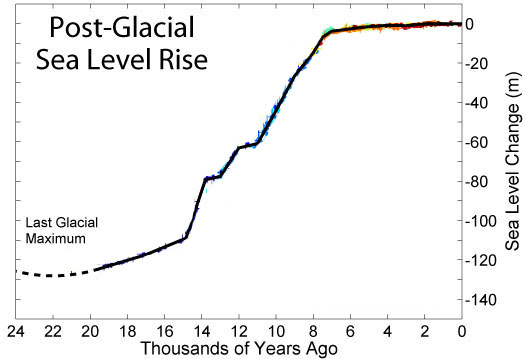 Post-Glacial
Sea Level Rise
Last Glacial
Maximum
0
-20
-40
-60
-80
-100
-120
-140
Sea Level Change (m)
24 22 20 18 16 14 12 10 8 6 4 2 0
Thousands of Years Ago